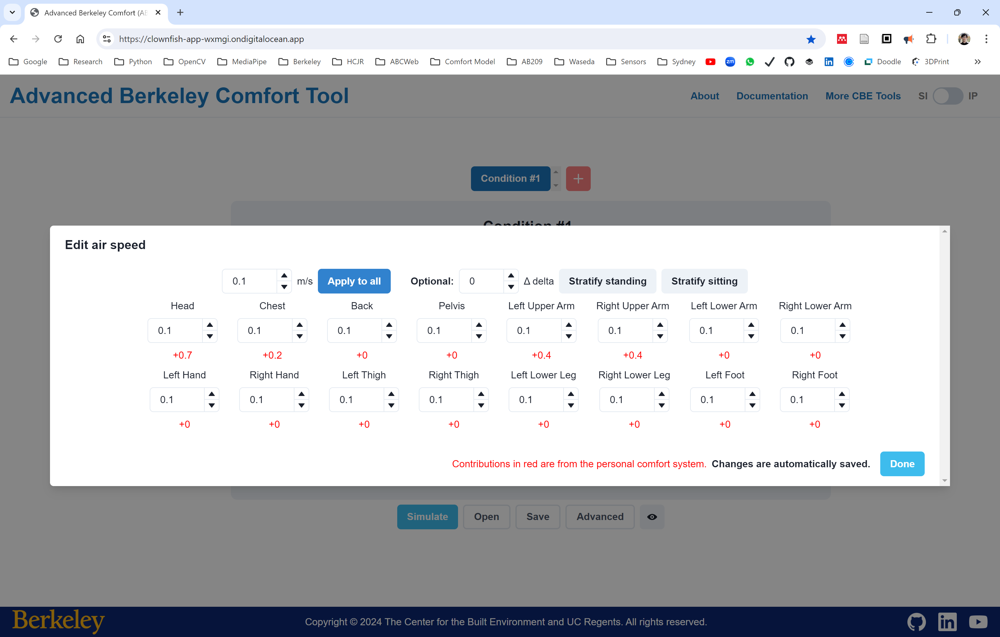 Advanced Berkeley Comfort (AB
https://clownfish-app-wxmgi.ondigitalocean.app
Google Research Python OpenCV MediaPipe Berkeley HCJR ABCWeb Comfort Model AB209 Waseda Sensors Sydney zm in Doodle 3DPrint
Advanced Berkeley Comfort Tool
About Documentation More CBE Tools SI IP
Condition #1 +
Condition #1
Edit air speed
0.1 m/s Apply to all Optional: 0 Δ delta Stratify standing Stratify sitting
Head Chest Back Pelvis Left Upper Arm Right Upper Arm Left Lower Arm Right Lower Arm
0.1 0.1 0.1 0.1 0.1 0.1 0.1 0.1
+0.7 +0.2 +0 +0 +0.4 +0.4 +0 +0
Left Hand Right Hand Left Thigh Right Thigh Left Lower Leg Right Lower Leg Left Foot Right Foot
0.1 0.1 0.1 0.1 0.1 0.1 0.1 0.1
+0 +0 +0 +0 +0 +0 +0 +0
Contributions in red are from the personal comfort system. Changes are automatically saved. Done
Simulate Open Save Advanced
Berkeley Copyright © 2024 The Center for the Built Environment and UC Regents. All rights reserved. in